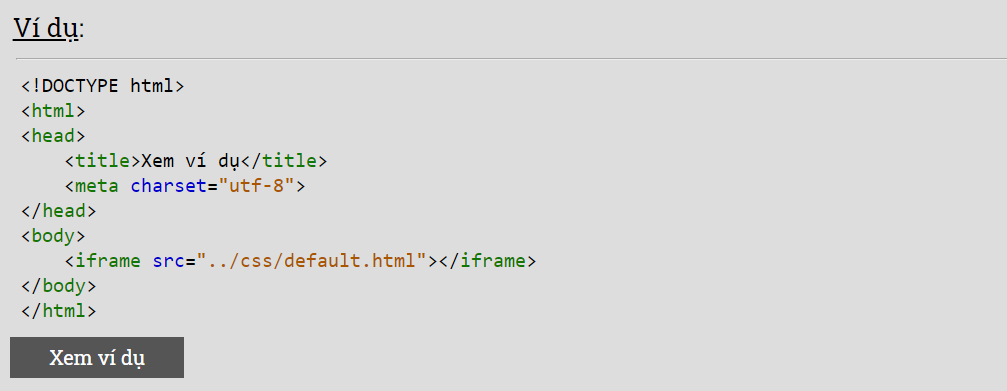 Ví dụ:
<!DOCTYPE html>
<html>
<head>
    <title>Xem ví dụ</title>
    <meta charset="utf-8">
</head>
<body>
    <iframe src="../css/default.html"></iframe>
</body>
</html>
Xem ví dụ